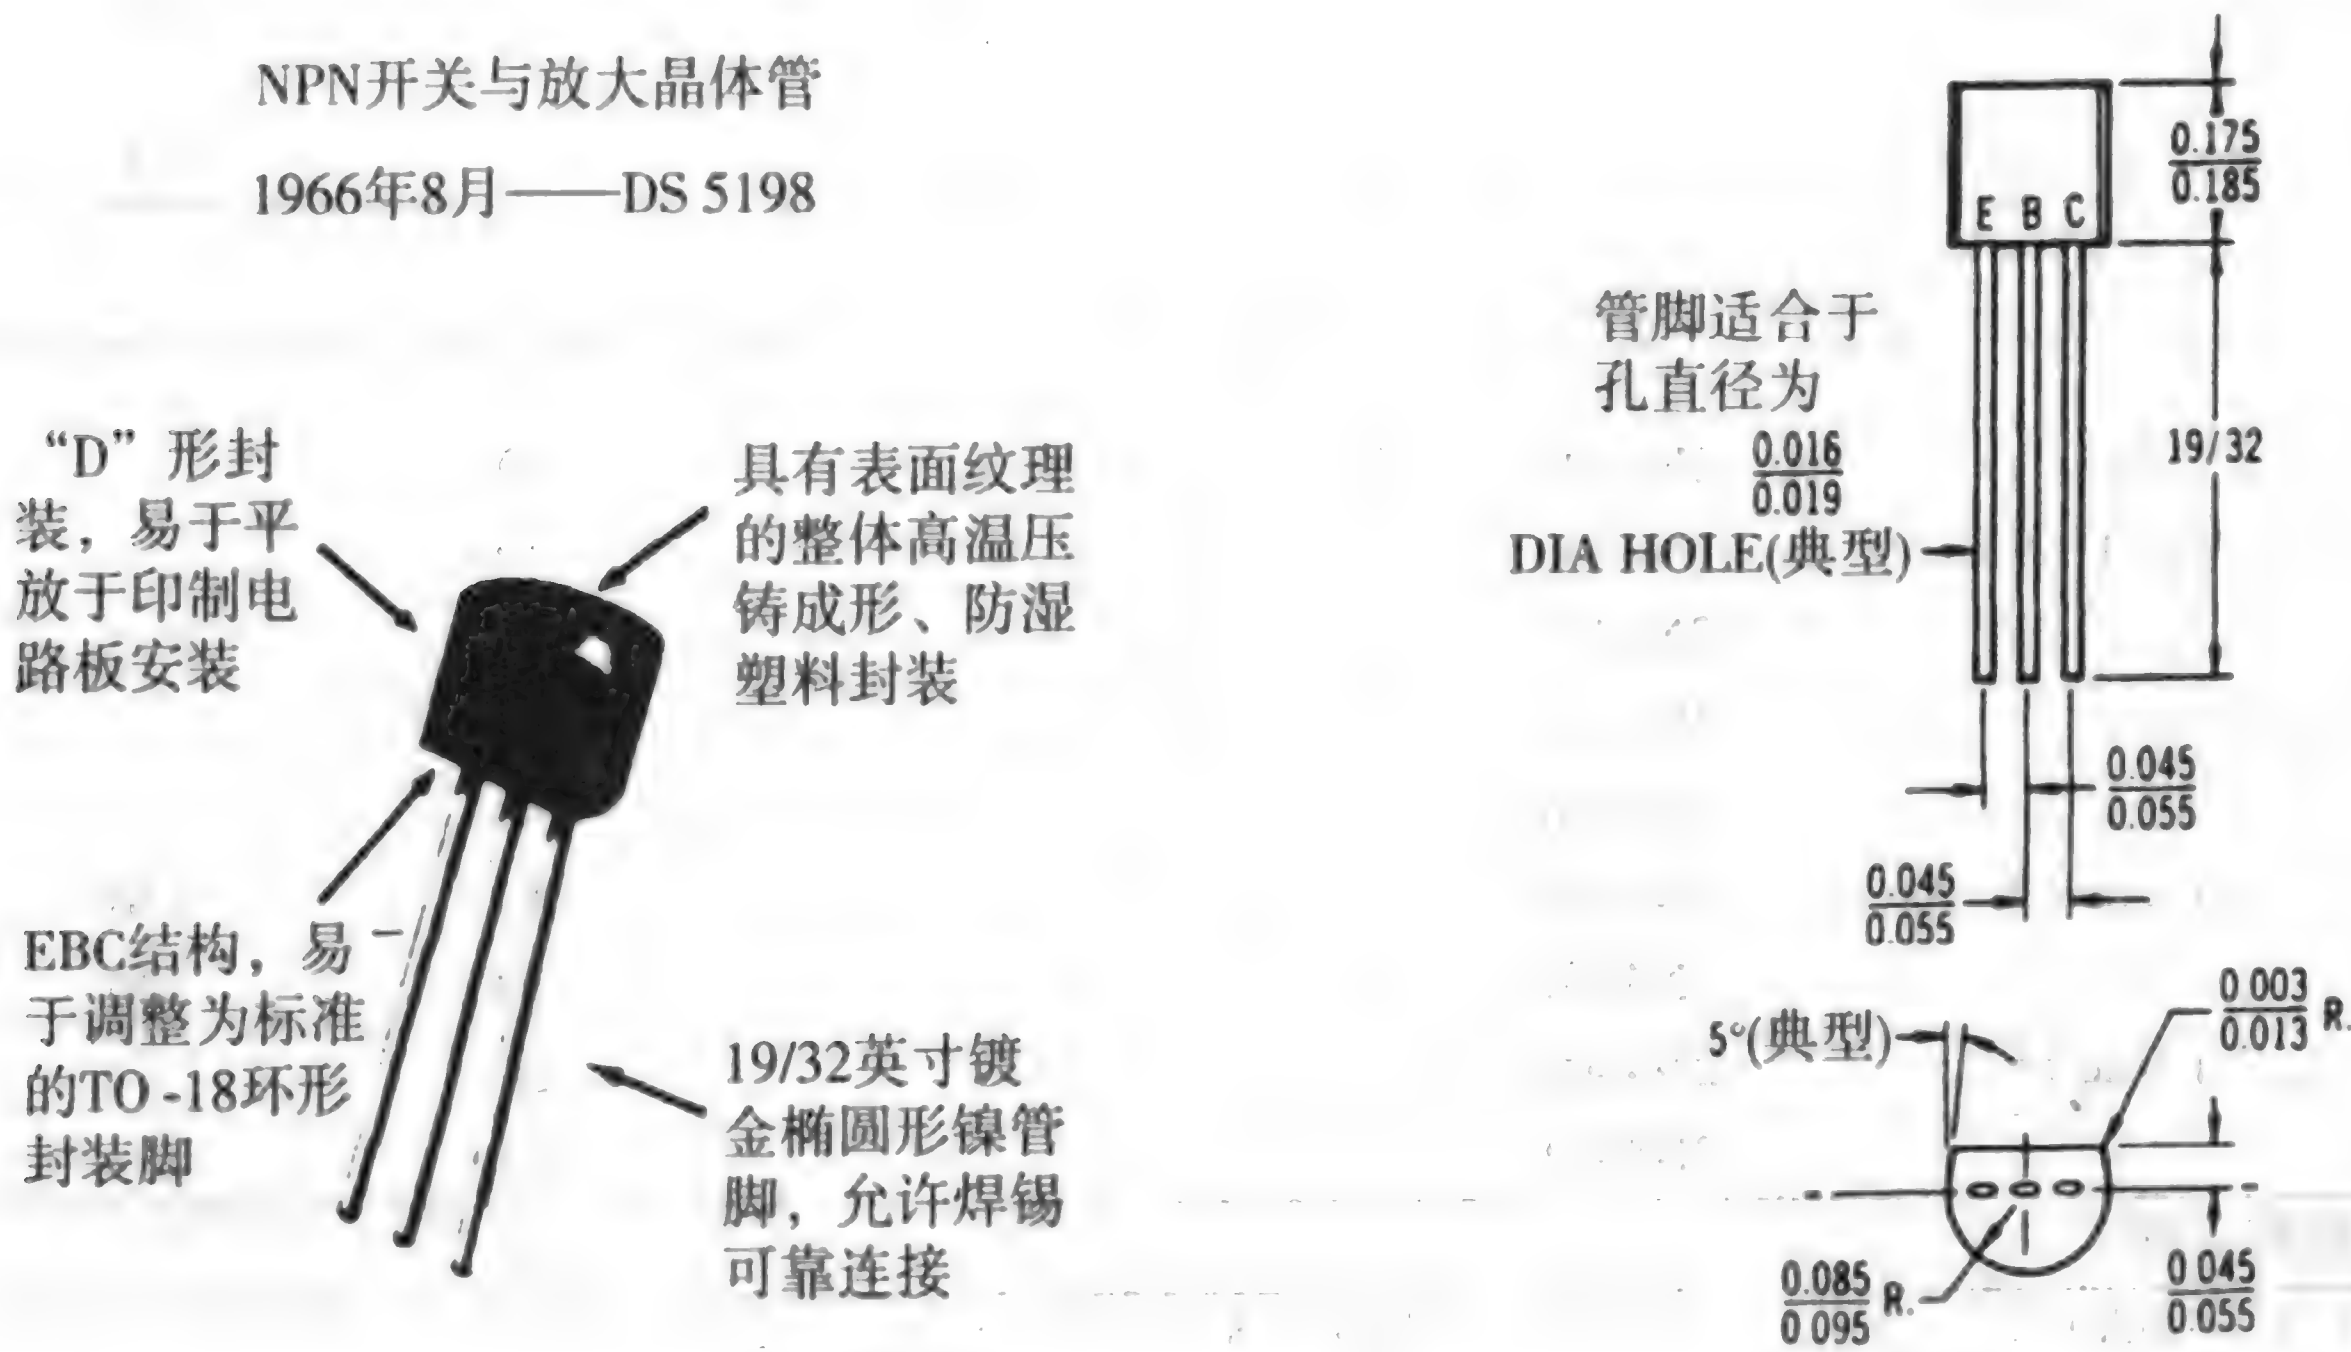 NPN开关与放大晶体管
1966年8月——DS 5198
“D”形封
装，易于平
放于印制电
路板安装
具有表面纹理
的整体高温压
铸成形、防湿
塑料封装
EBC结构，易
于调整为标准
的TO-18环形
封装脚
19/32英寸镀
金椭圆形镍管
脚，允许焊锡
可靠连接
E B C
0.175
0.185
管脚适合于
孔直径为
0.016
0.019
DIA HOLE(典型)
19/32
0.045
0.055
0.045
0.055
5°(典型)
0.003
0.013 R.
0.085
0.095 R.
0.045
0.055